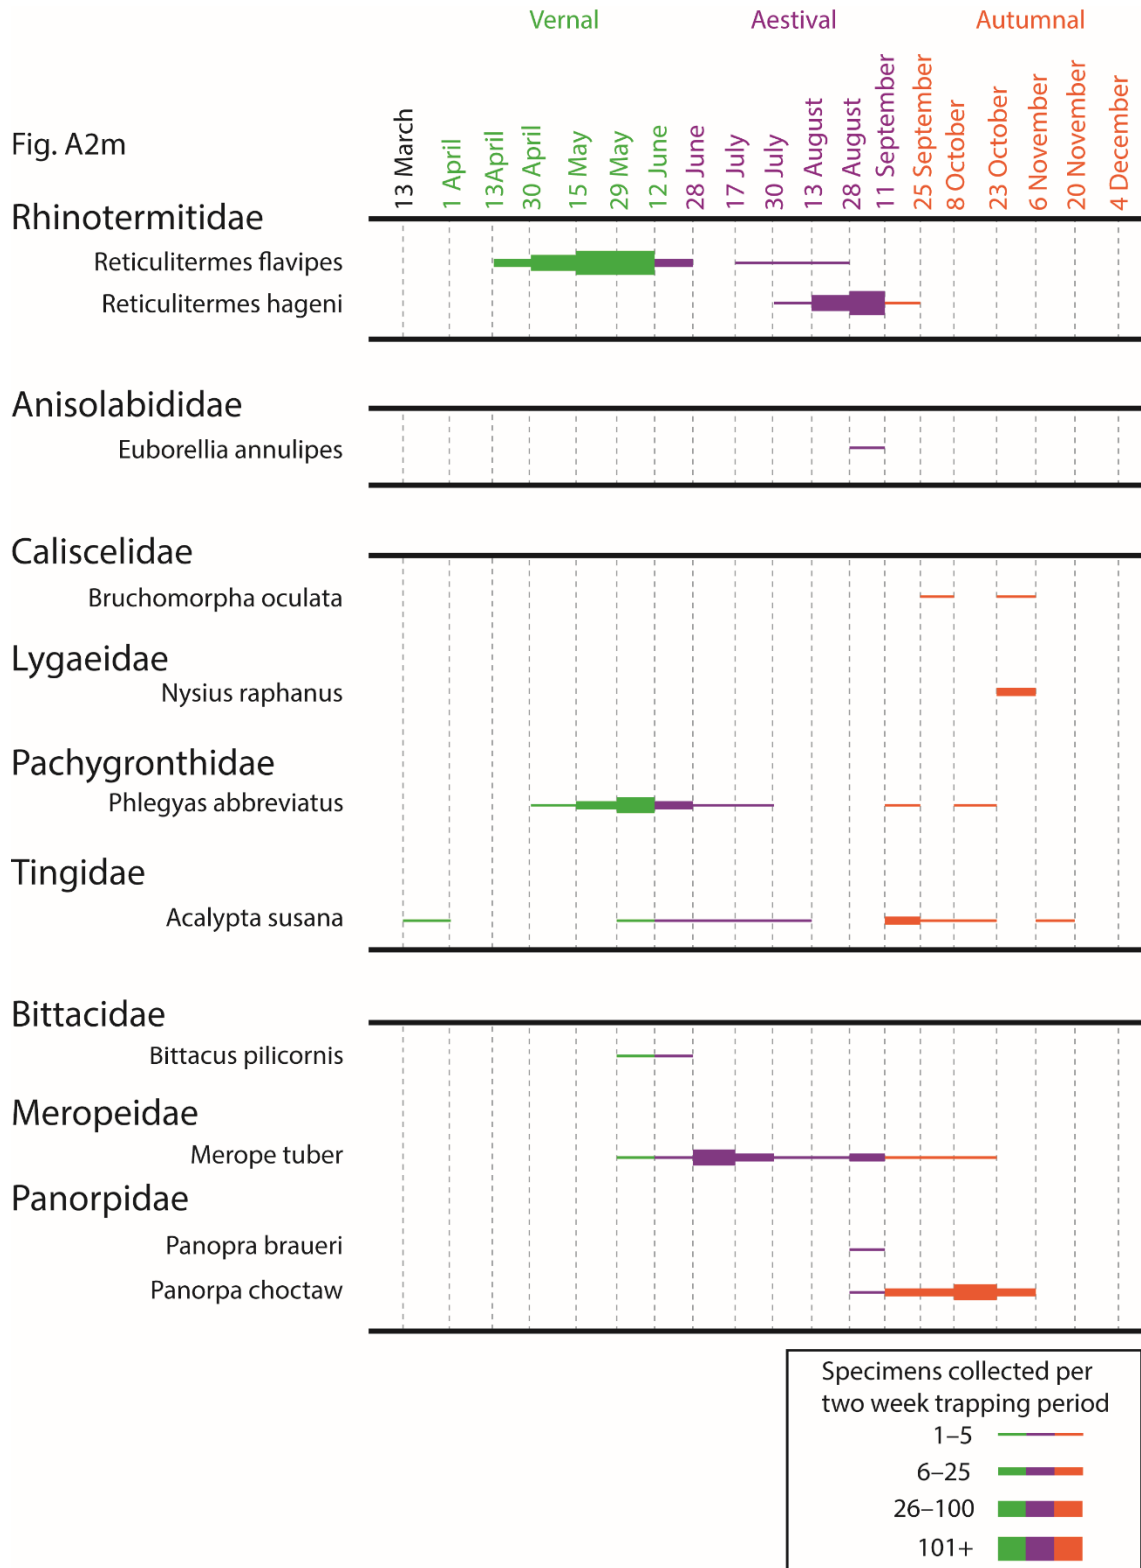 Vernal Aestival Autumnal
Fig. A2m
13 March
1 April
13April
30 April
15 May
29 May
12 June
28 June
17 July
30 July
13 August
28 August
11 September
25 September
8 October
23 October
6 November
20 November
4 December
Rhinotermitidae
Reticulitermes flavipes
Reticulitermes hageni
Anisolabididae
Euborellia annulipes
Caliscelidae
Bruchomorpha oculata
Lygaeidae
Nysius raphanus
Pachygronthidae
Phlegyas abbreviatus
Tingidae
Acalypta susana
Bittacidae
Bittacus pilicornis
Meropeidae
Merope tuber
Panorpidae
Panopra braueri
Panorpa choctaw
Specimens collected per
two week trapping period
1–5
6–25
26–100
101+